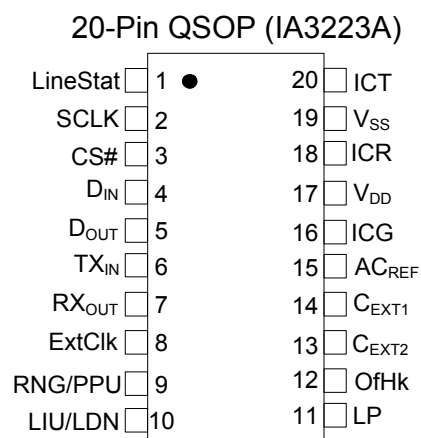 20-Pin QSOP (IA3223A)
LineStat 1 20 ICT
SCLK 2 19 VSS
CS# 3 18 ICR
DIN 4 17 VDD
DOUT 5 16 ICG
TXIN 6 15 ACREF
RXOUT 7 14 CEXT1
ExtClk 8 13 CEXT2
RNG/PPU 9 12 OfHk
LIU/LDN 10 11 LP